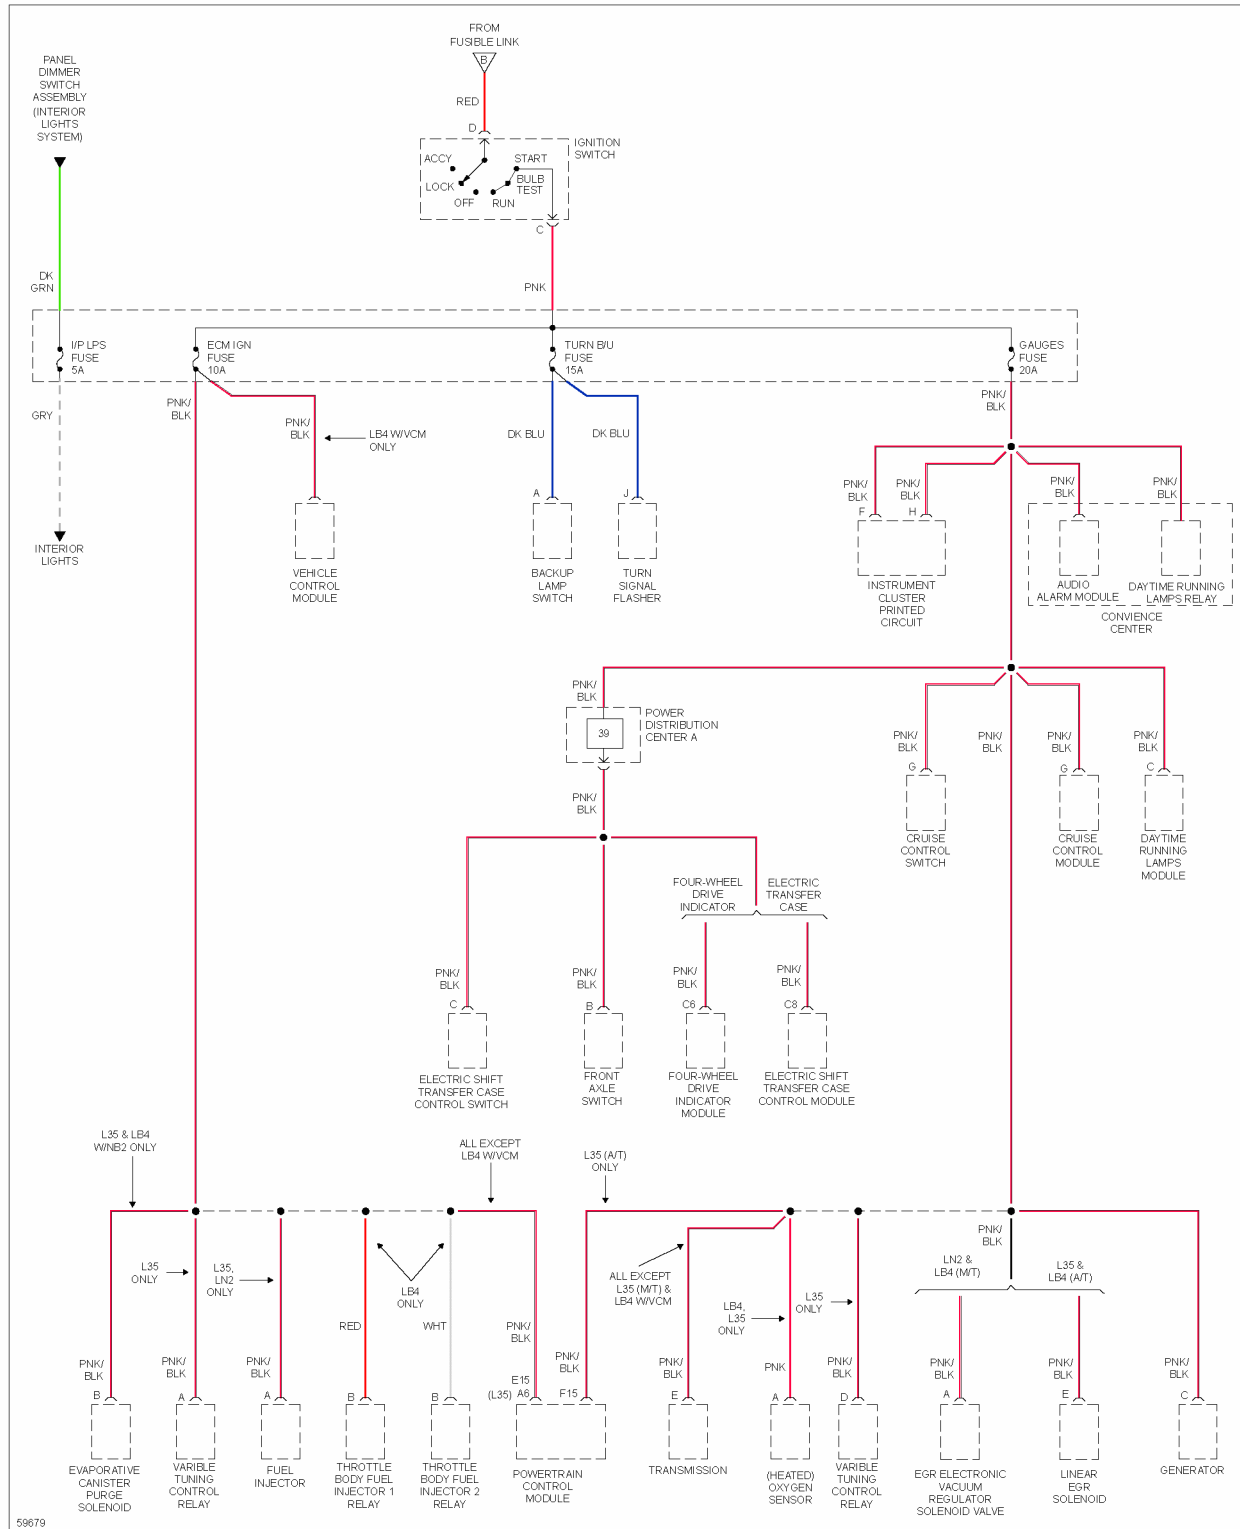 FROM
FUSIBLE LINK
B
RED
D
IGNITION
SWITCH
ACCY
START
LOCK
BULB
TEST
OFF
RUN
C
PNK
PANEL
DIMMER
SWITCH
ASSEMBLY
(INTERIOR
LIGHTS
SYSTEM)
DK
GRN
I/P LPS
FUSE
5A
ECM IGN
FUSE
10A
TURN B/U
FUSE
15A
GAUGES
FUSE
20A
GRY
INTERIOR
LIGHTS
PNK/
BLK
PNK/
BLK
LB4 W/VCM
ONLY
VEHICLE
CONTROL
MODULE
DK BLU
DK BLU
A
J
BACKUP
LAMP
SWITCH
TURN
SIGNAL
FLASHER
PNK/
BLK
PNK/
BLK
PNK/
BLK
PNK/
BLK
PNK/
BLK
F
H
INSTRUMENT
CLUSTER
PRINTED
CIRCUIT
AUDIO
ALARM MODULE
DAYTIME RUNNING
LAMPS RELAY
CONVIENCE
CENTER
PNK/
BLK
39
POWER
DISTRIBUTION
CENTER A
PNK/
BLK
PNK/
BLK
PNK/
BLK
PNK/
BLK
PNK/
BLK
G
G
C
CRUISE
CONTROL
SWITCH
CRUISE
CONTROL
MODULE
DAYTIME
RUNNING
LAMPS
MODULE
FOUR-WHEEL
DRIVE
INDICATOR
ELECTRIC
TRANSFER
CASE
PNK/
BLK
PNK/
BLK
PNK/
BLK
PNK/
BLK
C
B
C6
C8
ELECTRIC SHIFT
TRANSFER CASE
CONTROL SWITCH
FRONT
AXLE
SWITCH
FOUR-WHEEL
DRIVE
INDICATOR
MODULE
ELECTRIC SHIFT
TRANSFER CASE
CONTROL MODULE
L35 & LB4
W/NB2 ONLY
ALL EXCEPT
LB4 W/VCM
L35 (A/T)
ONLY
L35
ONLY
L35,
LN2
ONLY
LB4
ONLY
ALL EXCEPT
L35 (M/T) &
LB4 W/VCM
LB4,
L35
ONLY
L35
ONLY
PNK/
BLK
LN2 &
LB4 (M/T)
L35 &
LB4 (A/T)
PNK/
BLK
PNK/
BLK
PNK/
BLK
RED
WHT
PNK/
BLK
PNK/
BLK
PNK/
BLK
PNK
PNK/
BLK
PNK/
BLK
PNK/
BLK
PNK/
BLK
B
A
A
B
B
E15
(L35) A6
F15
E
A
D
A
E
C
EVAPORATIVE
CANISTER
PURGE
SOLENOID
VARIBLE
TUNING
CONTROL
RELAY
FUEL
INJECTOR
THROTTLE
BODY FUEL
INJECTOR 1
RELAY
THROTTLE
BODY FUEL
INJECTOR 2
RELAY
POWERTRAIN
CONTROL
MODULE
TRANSMISSION
(HEATED)
OXYGEN
SENSOR
VARIBLE
TUNING
CONTROL
RELAY
EGR ELECTRONIC
VACUUM
REGULATOR
SOLENOID VALVE
LINEAR
EGR
SOLENOID
GENERATOR
59679